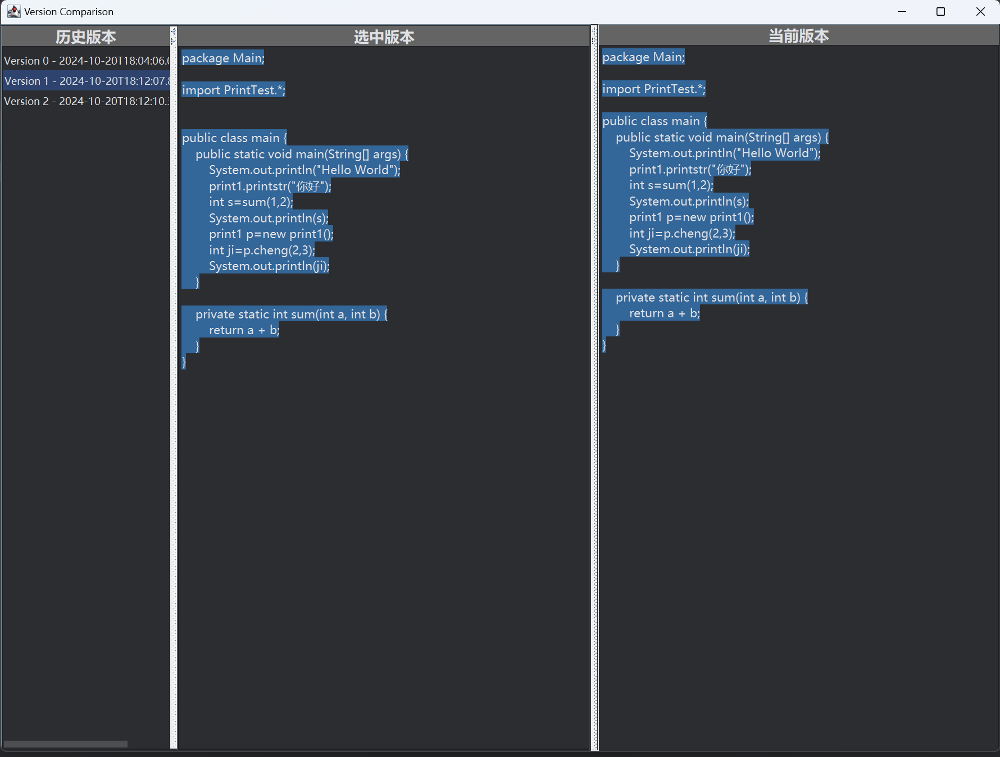 Version Comparison
历史版本
Version 0 - 2024-10-20T18:04:06.
Version 1 - 2024-10-20T18:12:07.
Version 2 - 2024-10-20T18:12:10.
选中版本
package Main;
import PrintTest.*;
public class main {
    public static void main(String[] args) {
        System.out.println("Hello World");
        print1.printstr("你好");
        int s=sum(1,2);
        System.out.println(s);
        print1 p=new print1();
        int ji=p.cheng(2,3);
        System.out.println(ji);
    }
    private static int sum(int a, int b) {
        return a + b;
    }
}
当前版本
package Main;
import PrintTest.*;
public class main {
    public static void main(String[] args) {
        System.out.println("Hello World");
        print1.printstr("你好");
        int s=sum(1,2);
        System.out.println(s);
        print1 p=new print1();
        int ji=p.cheng(2,3);
        System.out.println(ji);
    }
    private static int sum(int a, int b) {
        return a + b;
    }
}